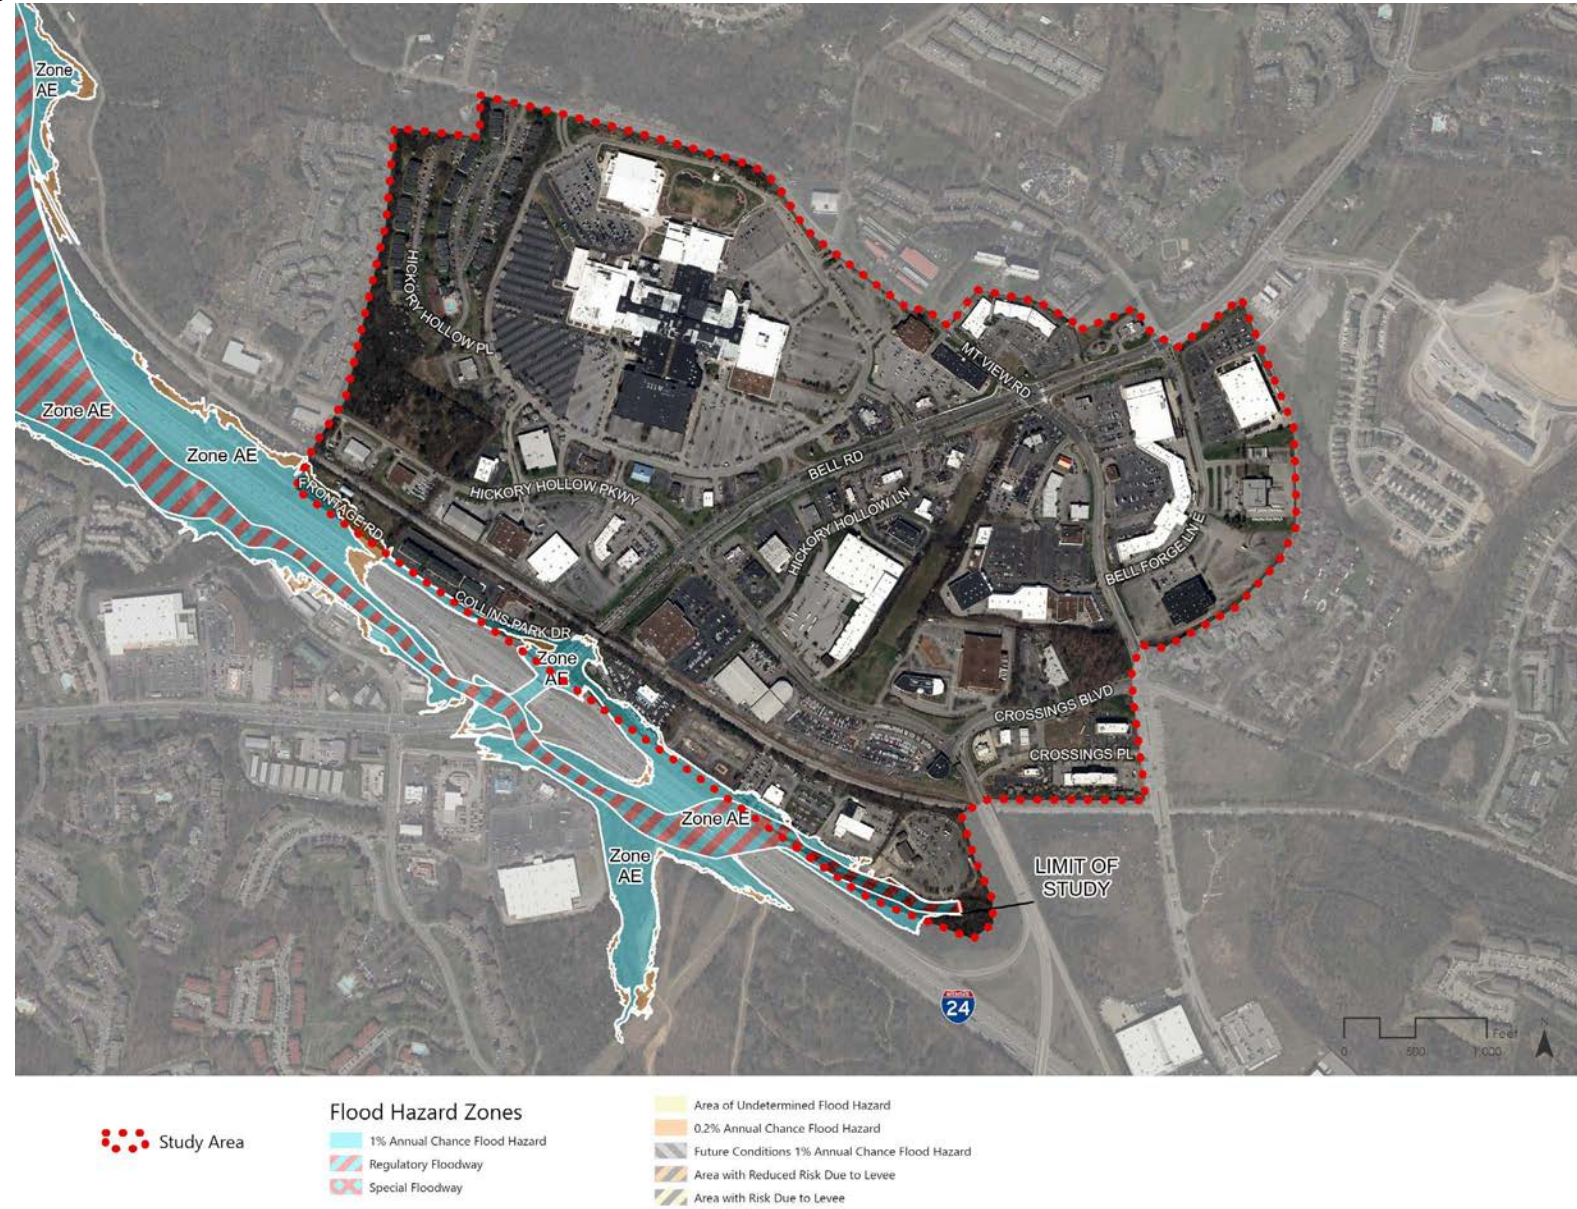 Zone
AE
HICKORY HOLLOW PL
MT VIEW RD
Zone AE
Zone AE
BELL RD
FRONTAGE RD
HICKORY HOLLOW PKWY
HICKORY HOLLOW LN
BELL FORGE LN E
COLLINS PARK DR
Zone
AE
CROSSINGS BLVD
CROSSINGS PL
Zone AE
Zone
AE
LIMIT OF
STUDY
24
N
Feet
0 500 1,000
Study Area
Flood Hazard Zones
1% Annual Chance Flood Hazard
Regulatory Floodway
Special Floodway
Area of Undetermined Flood Hazard
0.2% Annual Chance Flood Hazard
Future Conditions 1% Annual Chance Flood Hazard
Area with Reduced Risk Due to Levee
Area with Risk Due to Levee